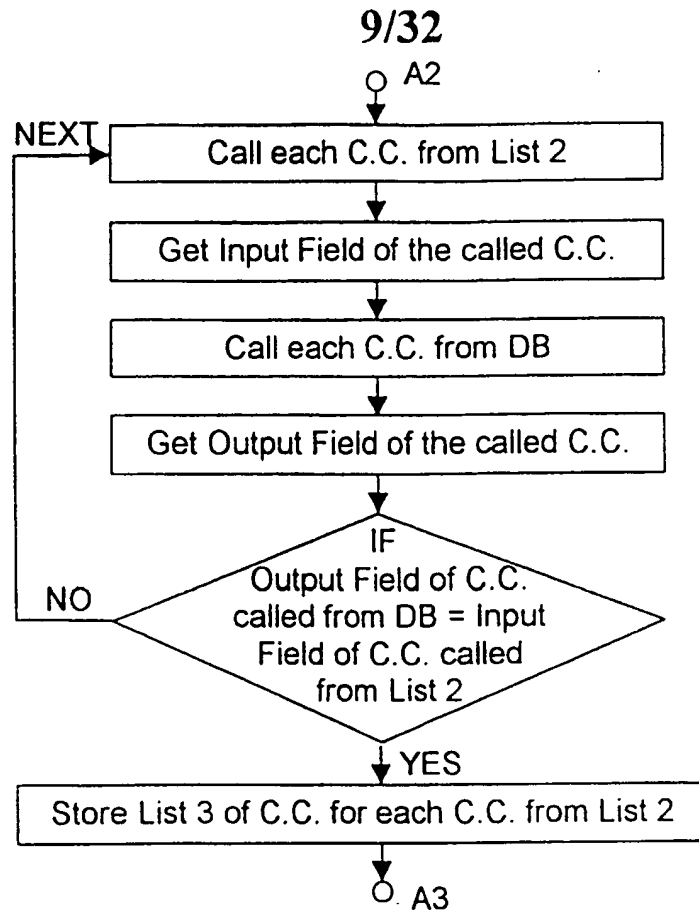 9/32
A2
NEXT
Call each C.C. from List 2
Get Input Field of the called C.C.
Call each C.C. from DB
Get Output Field of the called C.C.
IF
Output Field of C.C.
called from DB = Input
Field of C.C. called
from List 2
NO
YES
Store List 3 of C.C. for each C.C. from List 2
A3